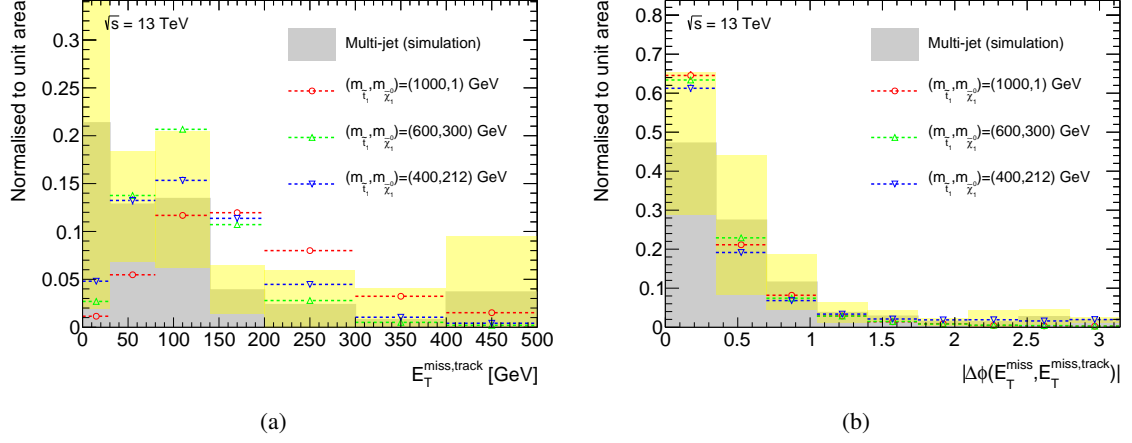 Normalised to unit area
√s = 13 TeV
Multi-jet (simulation)
(m_t̃₁,m_χ̃₁⁰)=(1000,1) GeV
(m_t̃₁,m_χ̃₁⁰)=(600,300) GeV
(m_t̃₁,m_χ̃₁⁰)=(400,212) GeV
0.3
0.25
0.2
0.15
0.1
0.05
0
0 50 100 150 200 250 300 350 400 450 500
E_T^miss,track [GeV]
(a)
Normalised to unit area
√s = 13 TeV
Multi-jet (simulation)
(m_t̃₁,m_χ̃₁⁰)=(1000,1) GeV
(m_t̃₁,m_χ̃₁⁰)=(600,300) GeV
(m_t̃₁,m_χ̃₁⁰)=(400,212) GeV
0.8
0.7
0.6
0.5
0.4
0.3
0.2
0.1
0
0 0.5 1 1.5 2 2.5 3
|Δϕ(E_T^miss,E_T^miss,track)|
(b)